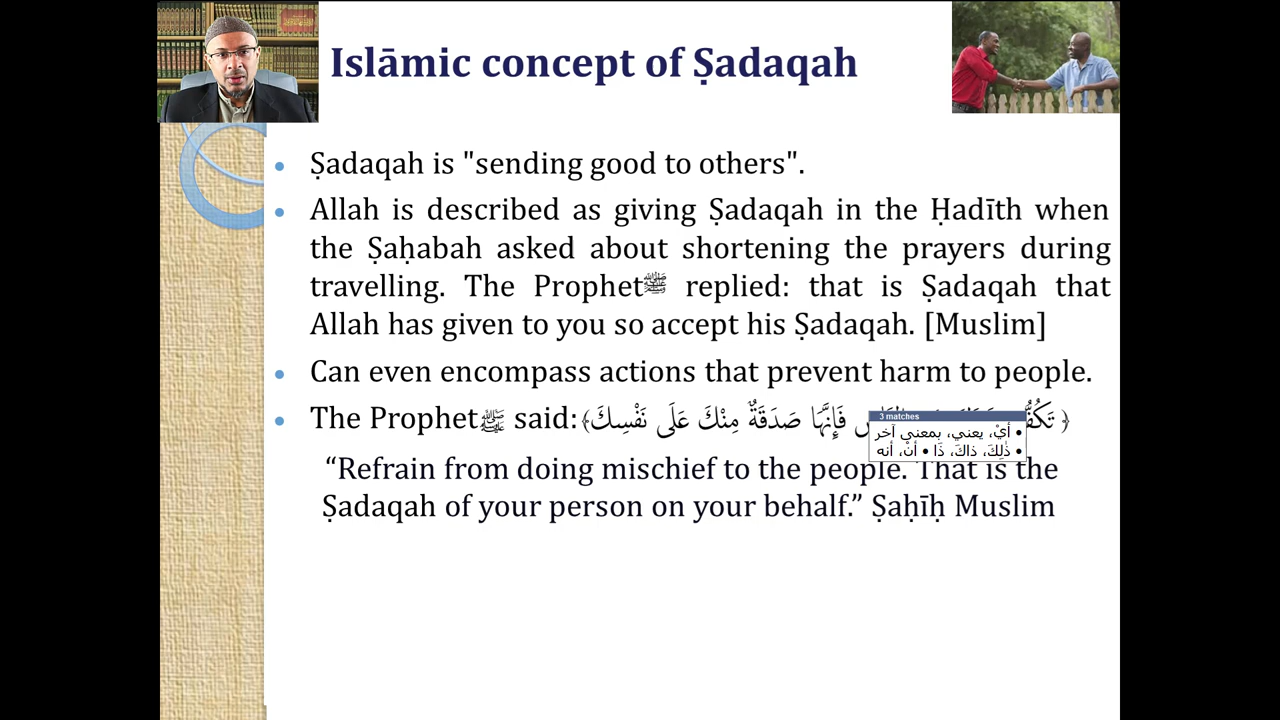 Islāmic concept of Ṣadaqah
• Ṣadaqah is "sending good to others".
• Allah is described as giving Ṣadaqah in the Ḥadīth when
the Ṣaḥabah asked about shortening the prayers during
travelling. The Prophetﷺ replied: that is Ṣadaqah that
Allah has given to you so accept his Ṣadaqah. [Muslim]
• Can even encompass actions that prevent harm to people.
• The Prophetﷺ said: ﴿ تَكُفُّ فَإِنَّهَا صَدَقَةٌ مِنْكَ عَلَى نَفْسِكَ﴾
3 matches
• أيْ، يعني، بمعنى آخر
• ذٰلِكَ، ذاكَ، ذَا • أنْ، أنه
“Refrain from doing mischief to the people. That is the
Ṣadaqah of your person on your behalf.” Ṣaḥīḥ Muslim